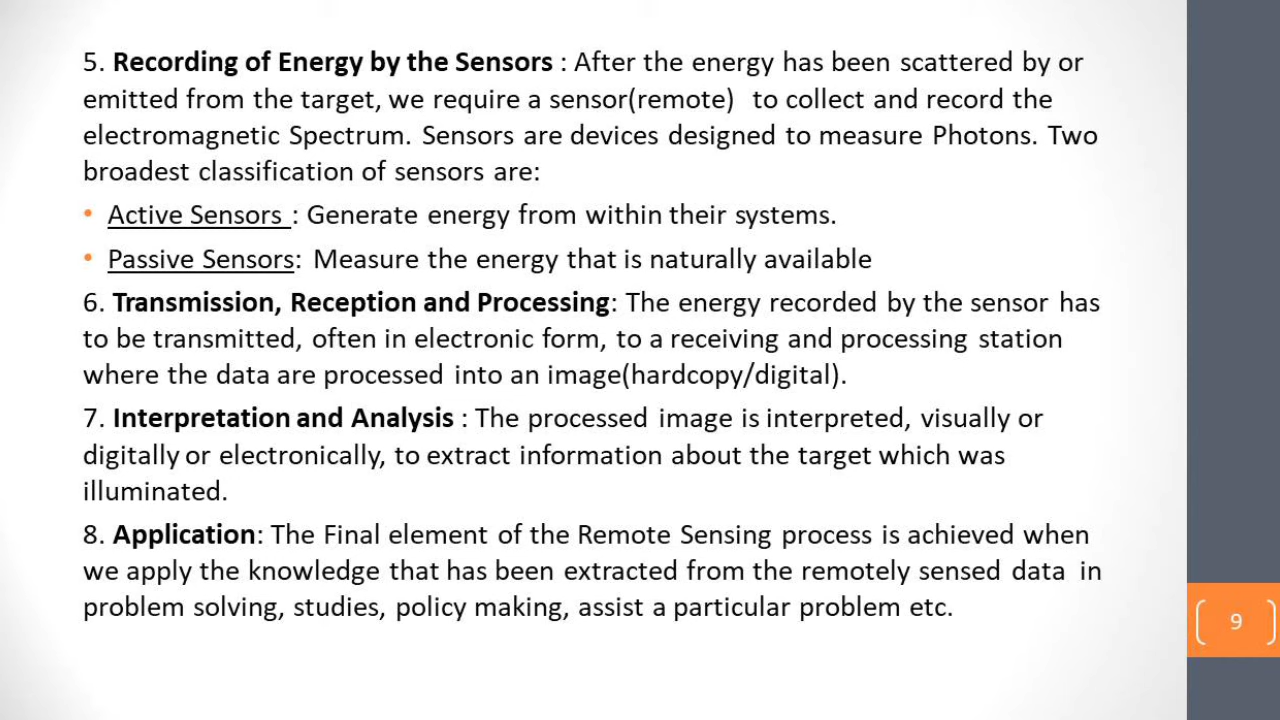 5. Recording of Energy by the Sensors : After the energy has been scattered by or
emitted from the target, we require a sensor(remote) to collect and record the
electromagnetic Spectrum. Sensors are devices designed to measure Photons. Two
broadest classification of sensors are:
• Active Sensors : Generate energy from within their systems.
• Passive Sensors: Measure the energy that is naturally available
6. Transmission, Reception and Processing: The energy recorded by the sensor has
to be transmitted, often in electronic form, to a receiving and processing station
where the data are processed into an image(hardcopy/digital).
7. Interpretation and Analysis : The processed image is interpreted, visually or
digitally or electronically, to extract information about the target which was
illuminated.
8. Application: The Final element of the Remote Sensing process is achieved when
we apply the knowledge that has been extracted from the remotely sensed data in
problem solving, studies, policy making, assist a particular problem etc.
9